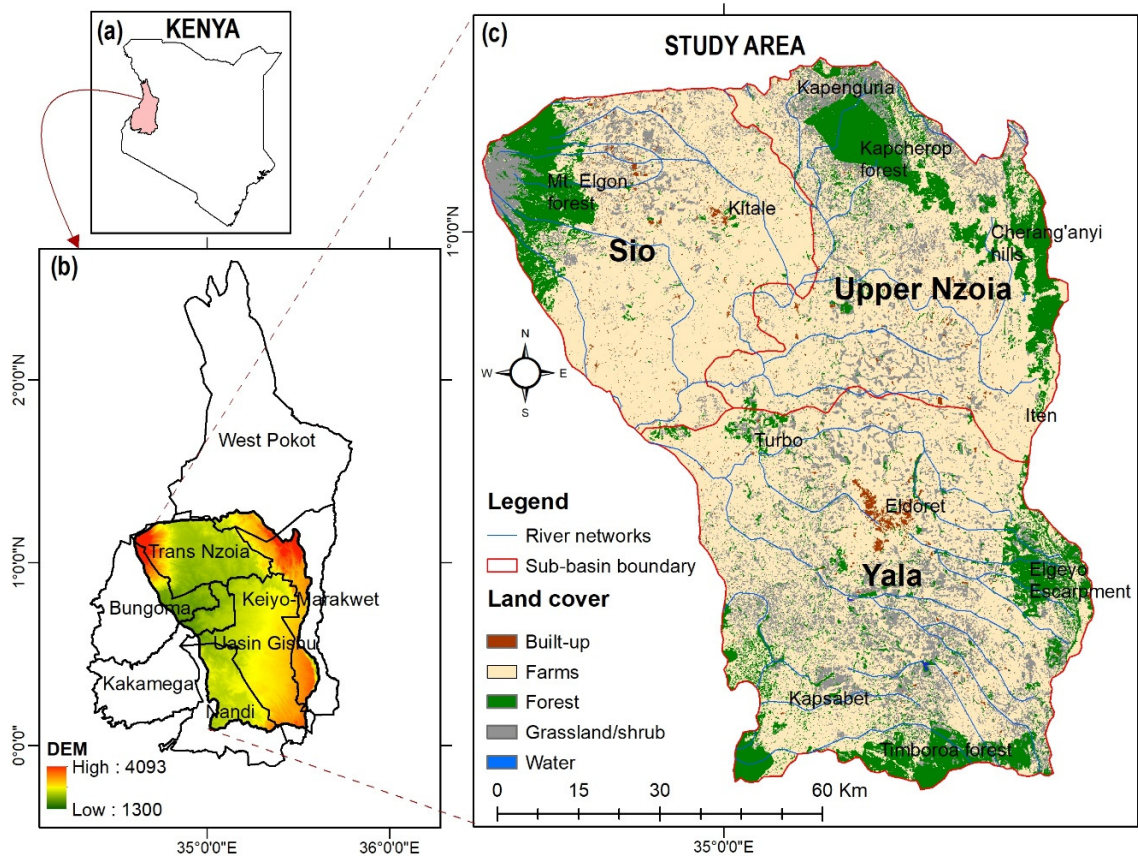 (a)
KENYA
(b)
2°0'0"N
1°0'0"N
0°0'0"
West Pokot
Trans Nzoia
Bungoma
Keiyo-Marakwet
Uasin Gishu
Kakamega
Nandi
DEM
High : 4093
Low : 1300
35°0'0"E
36°0'0"E
(c)
STUDY AREA
1°0'0"N
Kapenguria
Kapcherop
forest
Mt. Elgon
forest
Kitale
Cherang'anyi
hills
Sio
Upper Nzoia
N
W
E
S
Iten
Turbo
Eldoret
Yala
Elgeyo
Escarpment
Kapsabet
Timboroa forest
Legend
River networks
Sub-basin boundary
Land cover
Built-up
Farms
Forest
Grassland/shrub
Water
0 15 30 60 Km
35°0'0"E